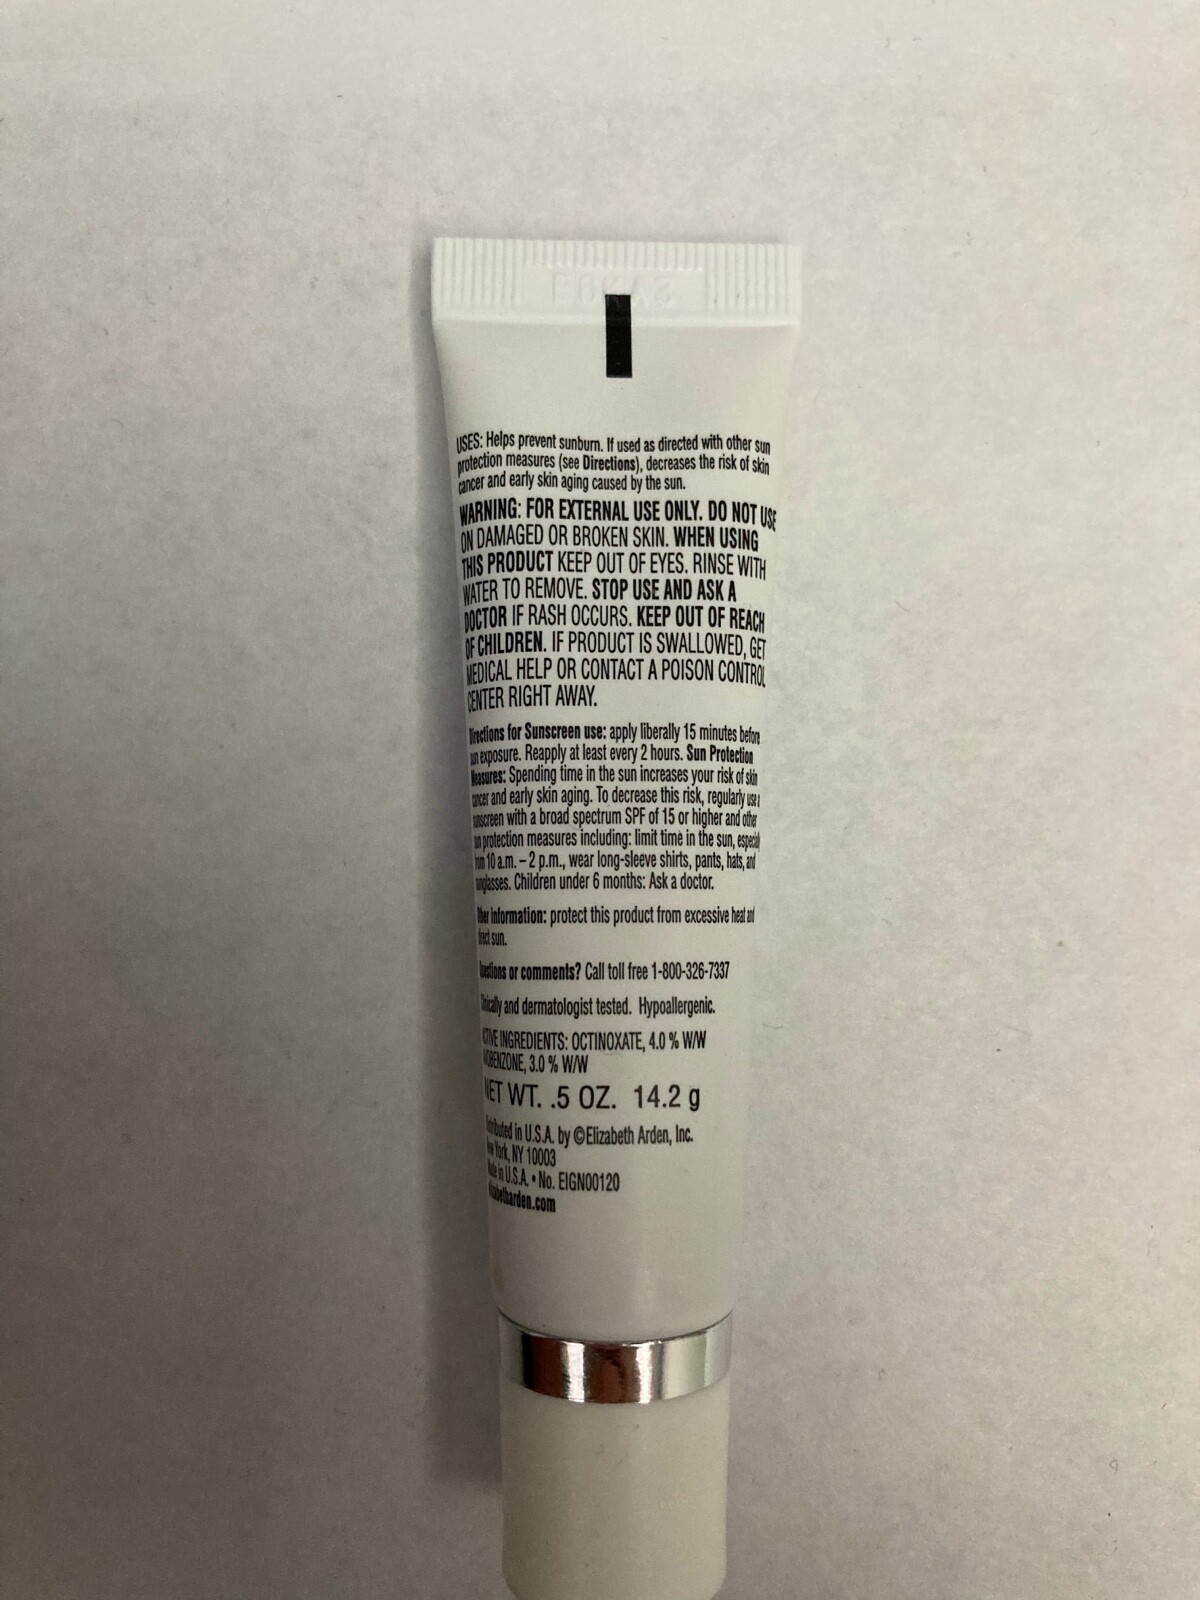 USES: Helps prevent sunburn. If used as directed with other sun
protection measures (see Directions), decreases the risk of skin
cancer and early skin aging caused by the sun.
WARNING: FOR EXTERNAL USE ONLY. DO NOT USE
ON DAMAGED OR BROKEN SKIN. WHEN USING
THIS PRODUCT KEEP OUT OF EYES. RINSE WITH
WATER TO REMOVE. STOP USE AND ASK A
DOCTOR IF RASH OCCURS. KEEP OUT OF REACH
OF CHILDREN. IF PRODUCT IS SWALLOWED, GET
MEDICAL HELP OR CONTACT A POISON CONTROL
CENTER RIGHT AWAY.
Directions for Sunscreen use: apply liberally 15 minutes before
sun exposure. Reapply at least every 2 hours. Sun Protection
Measures: Spending time in the sun increases your risk of skin
cancer and early skin aging. To decrease this risk, regularly use a
sunscreen with a broad spectrum SPF of 15 or higher and other
sun protection measures including: limit time in the sun, especially
from 10 a.m. – 2 p.m., wear long-sleeve shirts, pants, hats, and
sunglasses. Children under 6 months: Ask a doctor.
Other information: protect this product from excessive heat and
direct sun.
Questions or comments? Call toll free 1-800-326-7337
Clinically and dermatologist tested. Hypoallergenic.
ACTIVE INGREDIENTS: OCTINOXATE, 4.0 % W/W
OBENZONE, 3.0 % W/W
NET WT. .5 OZ. 14.2 g
Distributed in U.S.A. by ©Elizabeth Arden, Inc.
New York, NY 10003
Made in U.S.A. • No. EIGN00120
elizabetharden.com